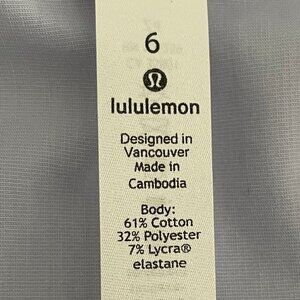 6
lululemon
Designed in
Vancouver
Made in
Cambodia
Body:
61% Cotton
32% Polyester
7% Lycra®
elastane